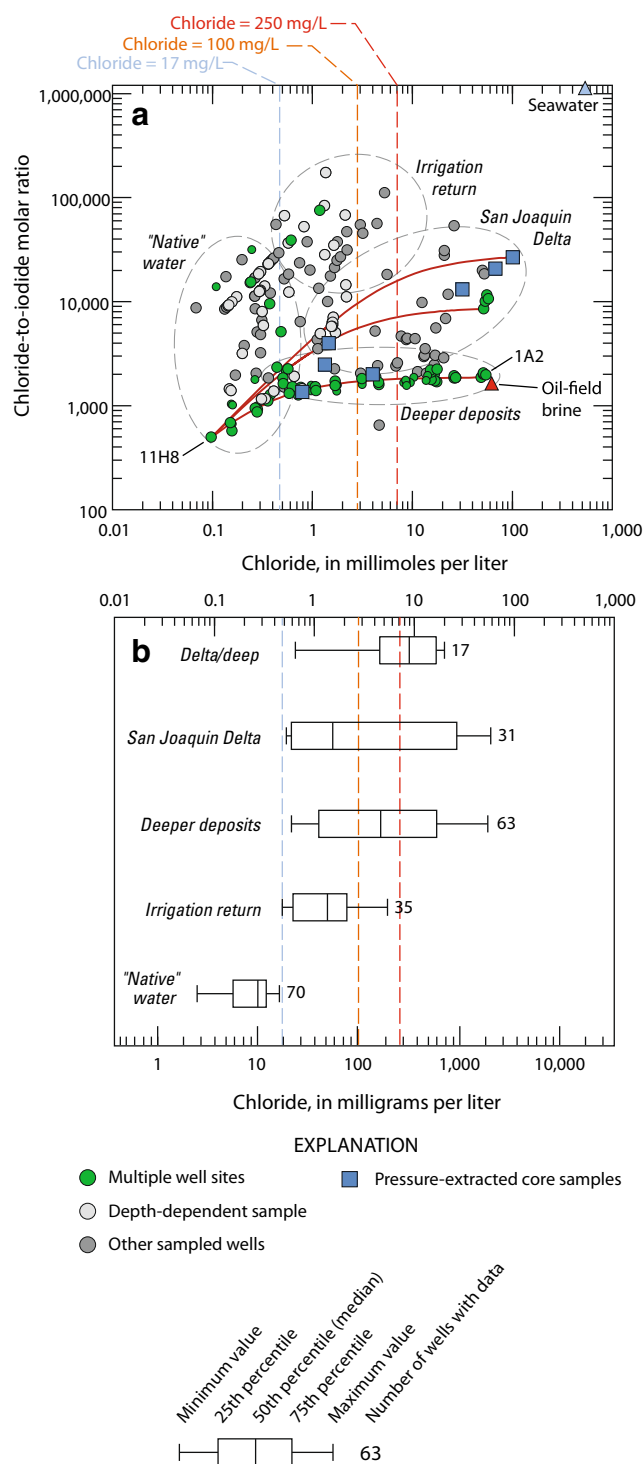 Chloride = 250 mg/L
Chloride = 100 mg/L
Chloride = 17 mg/L
1,000,000
100,000
10,000
1,000
100
Chloride-to-iodide molar ratio
a
Seawater
Irrigation
return
San Joaquin
Delta
"Native"
water
1A2
Oil-field
brine
Deeper deposits
11H8
0.01
0.1
1
10
100
1,000
Chloride, in millimoles per liter
0.01
0.1
1
10
100
1,000
b
Delta/deep
17
San Joaquin Delta
31
Deeper deposits
63
Irrigation return
35
"Native"
water
70
1
10
100
1,000
10,000
Chloride, in milligrams per liter
EXPLANATION
Multiple well sites
Pressure-extracted core samples
Depth-dependent sample
Other sampled wells
Minimum value
25th percentile
50th percentile (median)
75th percentile
Maximum value
Number of wells with data
63